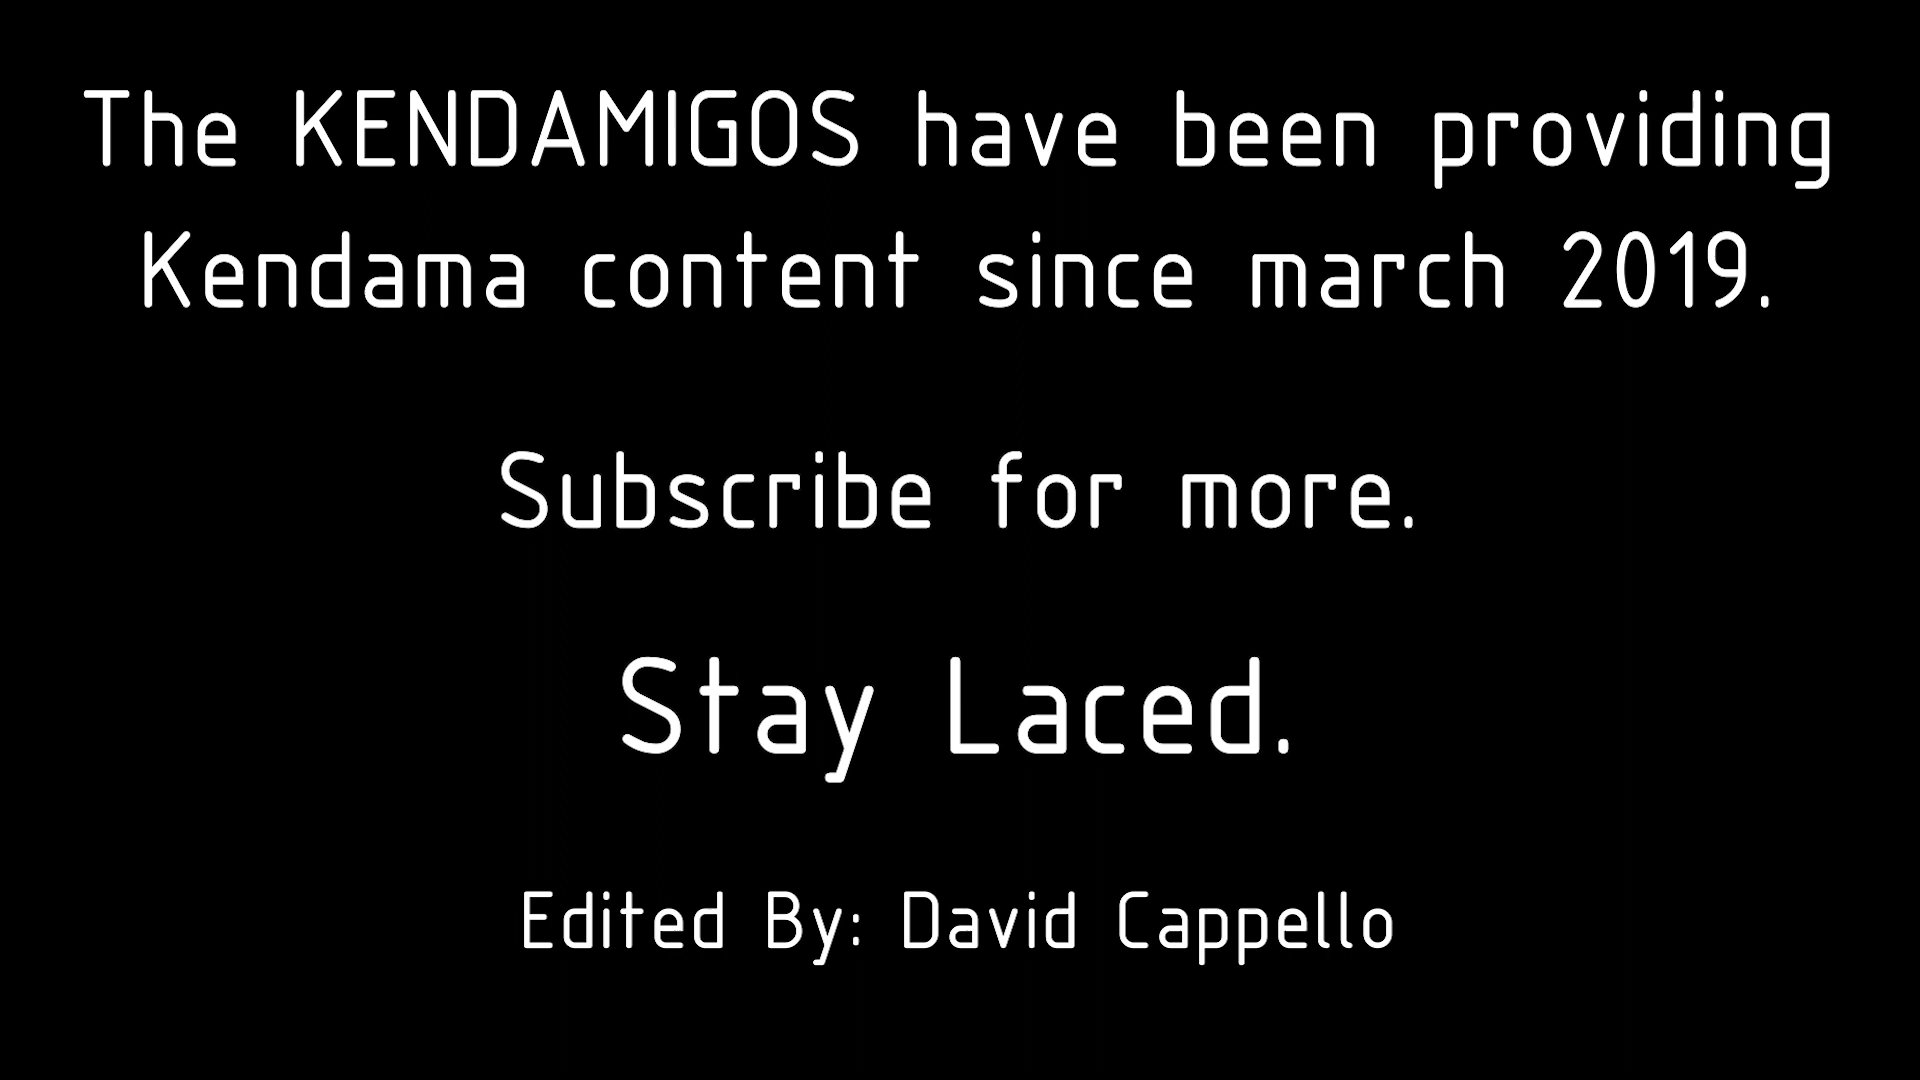 The KENDAMIGOS have been providing
Kendama content since march 2019.
Subscribe for more.
Stay Laced.
Edited By: David Cappello